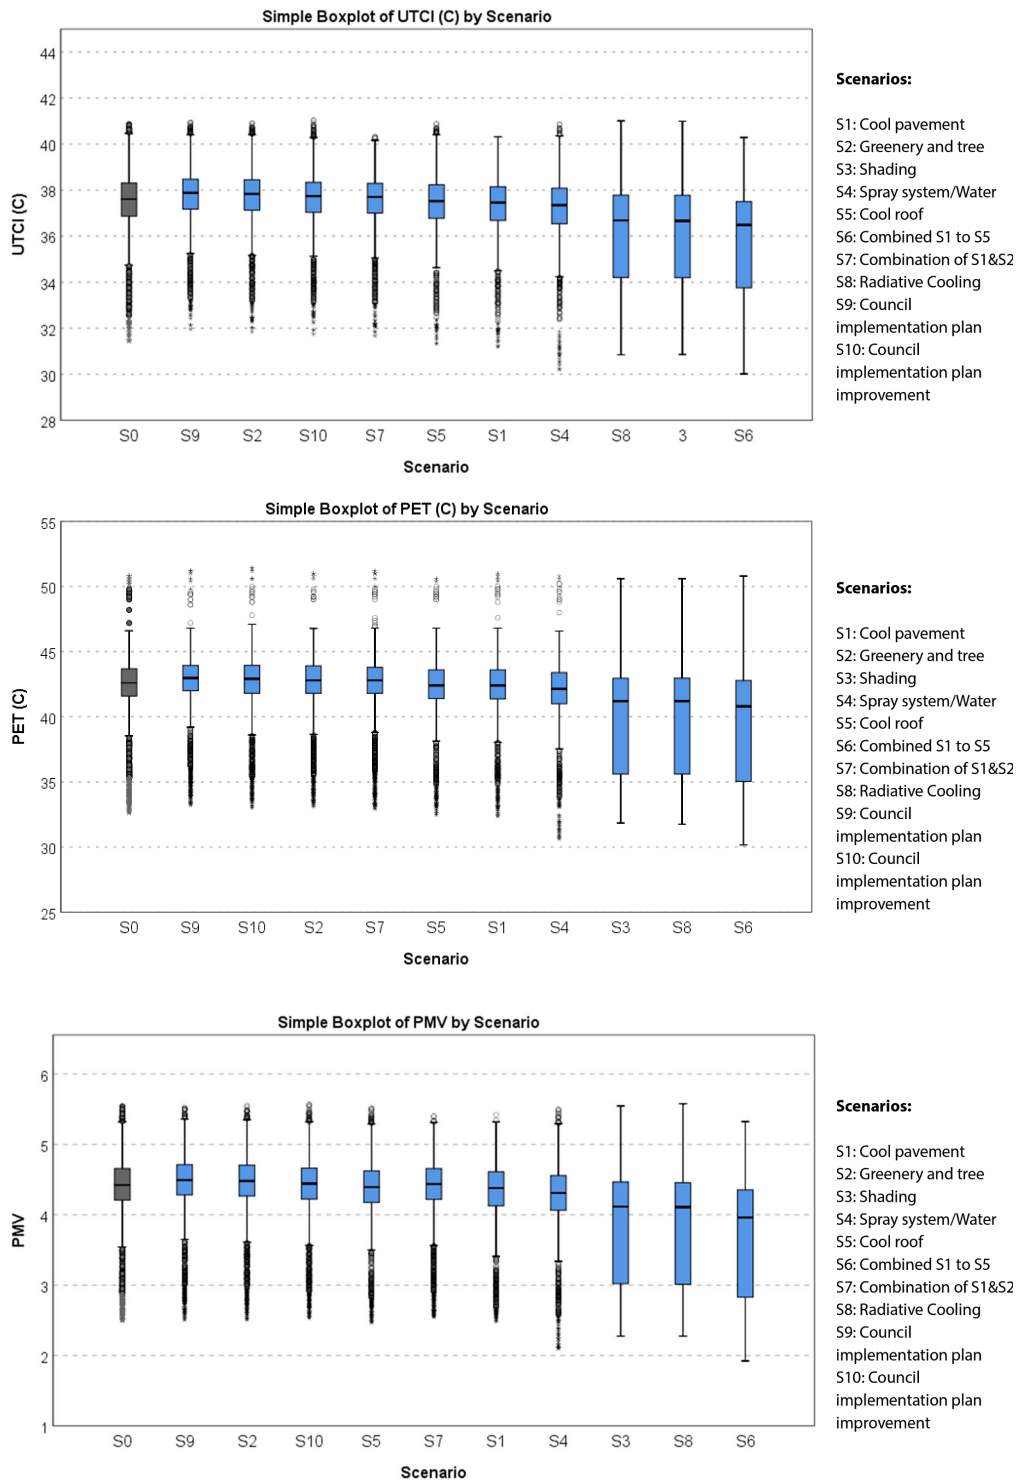 Simple Boxplot of UTCI (C) by Scenario
44
42
40
38
36
34
32
30
28
UTCI (C)
S0 S9 S2 S10 S7 S5 S1 S4 S8 3 S6
Scenario
Scenarios:
S1: Cool pavement
S2: Greenery and tree
S3: Shading
S4: Spray system/Water
S5: Cool roof
S6: Combined S1 to S5
S7: Combination of S1&S2
S8: Radiative Cooling
S9: Council
implementation plan
S10: Council
implementation plan
improvement
Simple Boxplot of PET (C) by Scenario
55
50
45
40
35
30
25
PET (C)
S0 S9 S10 S2 S7 S5 S1 S4 S3 S8 S6
Scenario
Scenarios:
S1: Cool pavement
S2: Greenery and tree
S3: Shading
S4: Spray system/Water
S5: Cool roof
S6: Combined S1 to S5
S7: Combination of S1&S2
S8: Radiative Cooling
S9: Council
implementation plan
S10: Council
implementation plan
improvement
Simple Boxplot of PMV by Scenario
6
5
4
3
2
1
PMV
S0 S9 S2 S10 S5 S7 S1 S4 S3 S8 S6
Scenario
Scenarios:
S1: Cool pavement
S2: Greenery and tree
S3: Shading
S4: Spray system/Water
S5: Cool roof
S6: Combined S1 to S5
S7: Combination of S1&S2
S8: Radiative Cooling
S9: Council
implementation plan
S10: Council
implementation plan
improvement